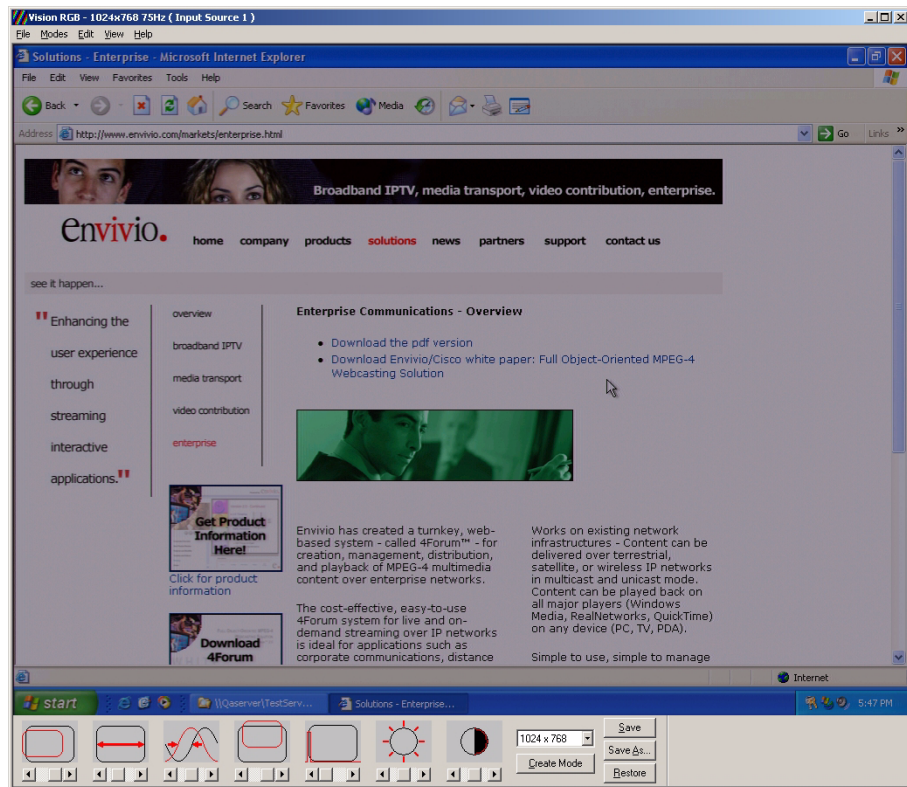 Vision RGB - 1024x768 75Hz ( Input Source 1 )
File Modes Edit View Help
Solutions - Enterprise - Microsoft Internet Explorer
File Edit View Favorites Tools Help
Back Search Favorites Media
Address http://www.envivio.com/markets/enterprise.html Go Links »
Broadband IPTV, media transport, video contribution, enterprise.
envivio.
home company products solutions news partners support contact us
see it happen...
"Enhancing the
user experience
through
streaming
interactive
applications."
overview
broadband IPTV
media transport
video contribution
enterprise
Get Product
Information
Here!
Click for product
information
Download
4Forum
Enterprise Communications - Overview
• Download the pdf version
• Download Envivio/Cisco white paper: Full Object-Oriented MPEG-4
Webcasting Solution
Envivio has created a turnkey, web-
based system - called 4Forum™ - for
creation, management, distribution,
and playback of MPEG-4 multimedia
content over enterprise networks.
The cost-effective, easy-to-use
4Forum system for live and on-
demand streaming over IP networks
is ideal for applications such as
corporate communications, distance
Works on existing network
infrastructures - Content can be
delivered over terrestrial,
satellite, or wireless IP networks
in multicast and unicast mode.
Content can be played back on
all major players (Windows
Media, RealNetworks, QuickTime)
on any device (PC, TV, PDA).
Simple to use, simple to manage
Internet
start \\Qaserver\TestServ... Solutions - Enterprise... 5:47 PM
1024 x 768
Create Mode
Save
Save As...
Restore